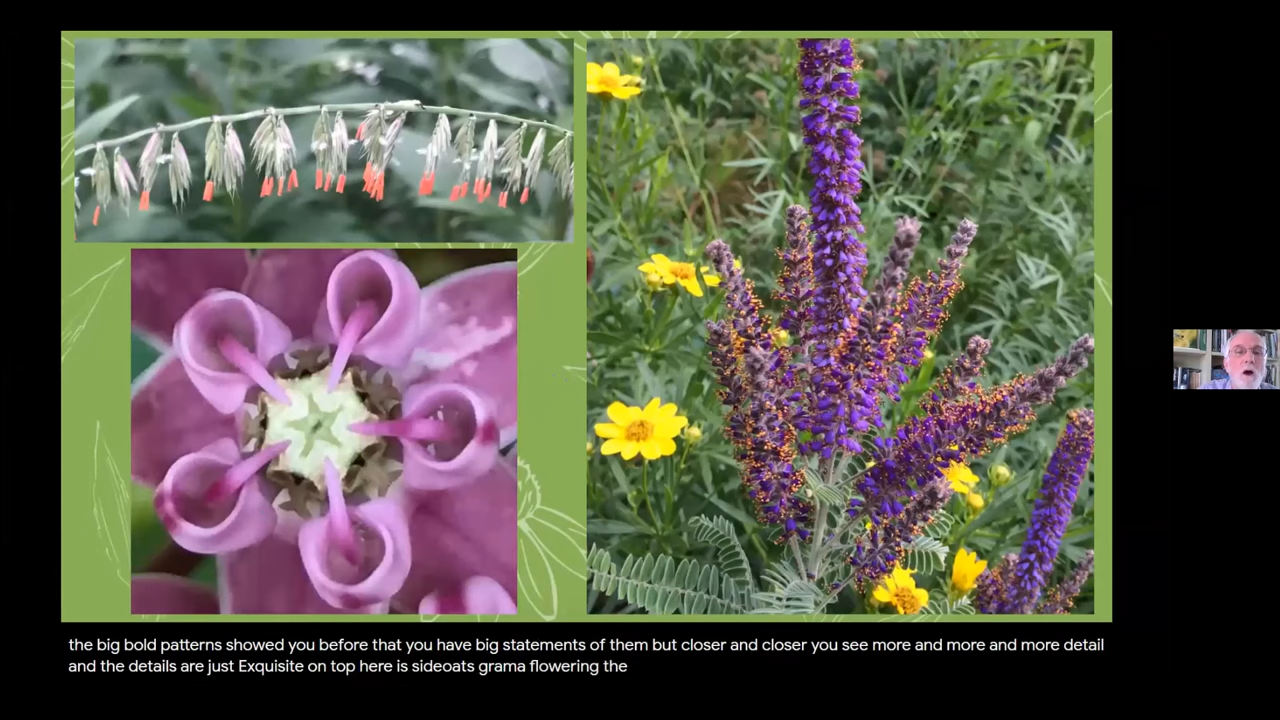 the big bold patterns showed you before that you have big statements of them but closer and closer you see more and more and more detail
and the details are just Exquisite on top here is sideoats grama flowering the